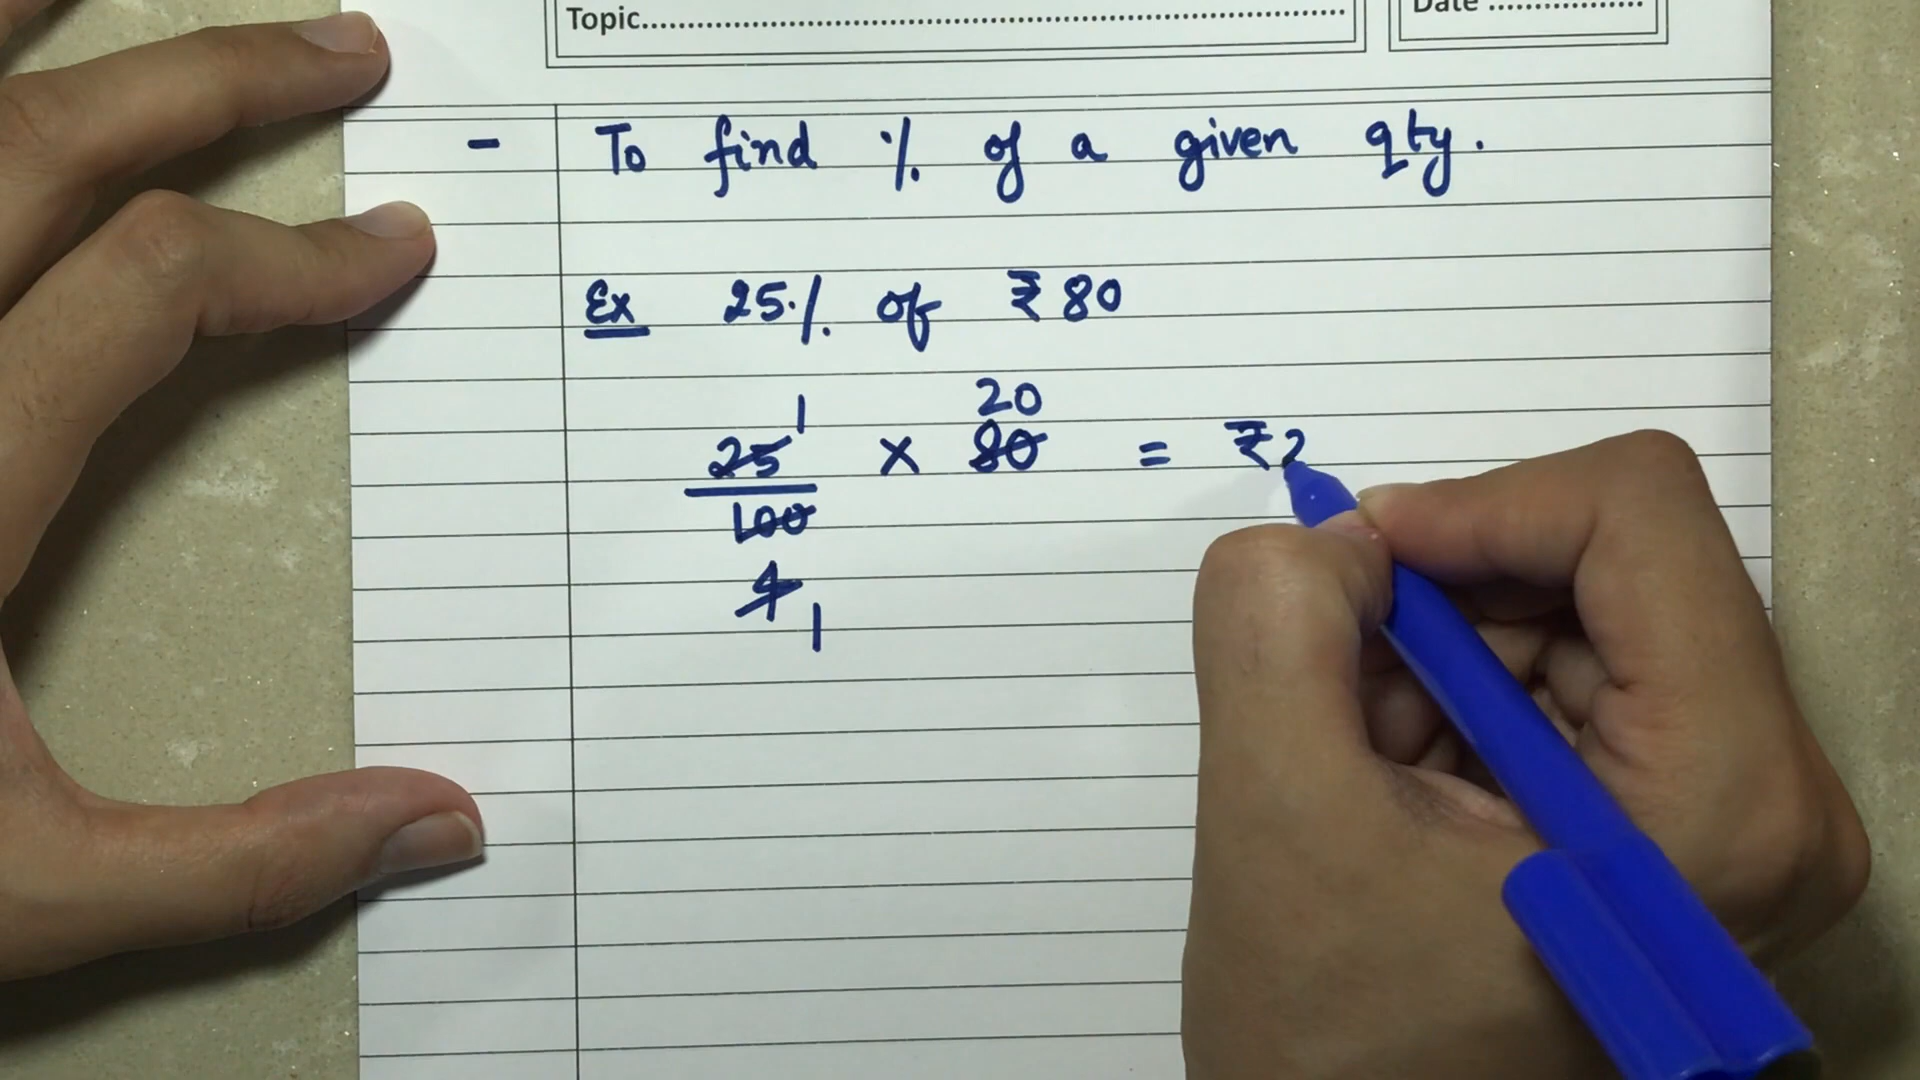 Topic........................................................ Date ..................
- To find % of a given qty.
Ex 25% of ₹80
1 20
25 × 80 = ₹2
100
4
1